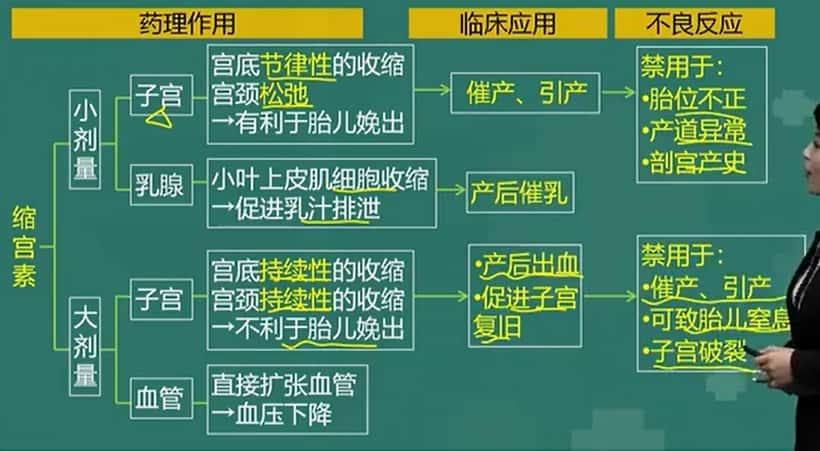 药理作用
临床应用
不良反应
缩宫素
小剂量
子宫
宫底节律性的收缩
宫颈松弛
→有利于胎儿娩出
催产、引产
禁用于：
•胎位不正
•产道异常
•剖宫产史
乳腺
小叶上皮肌细胞收缩
→促进乳汁排泄
产后催乳
大剂量
子宫
宫底持续性的收缩
宫颈持续性的收缩
→不利于胎儿娩出
•产后出血
•促进子宫
复旧
禁用于：
•催产、引产
•可致胎儿窒息
•子宫破裂
血管
直接扩张血管
→血压下降